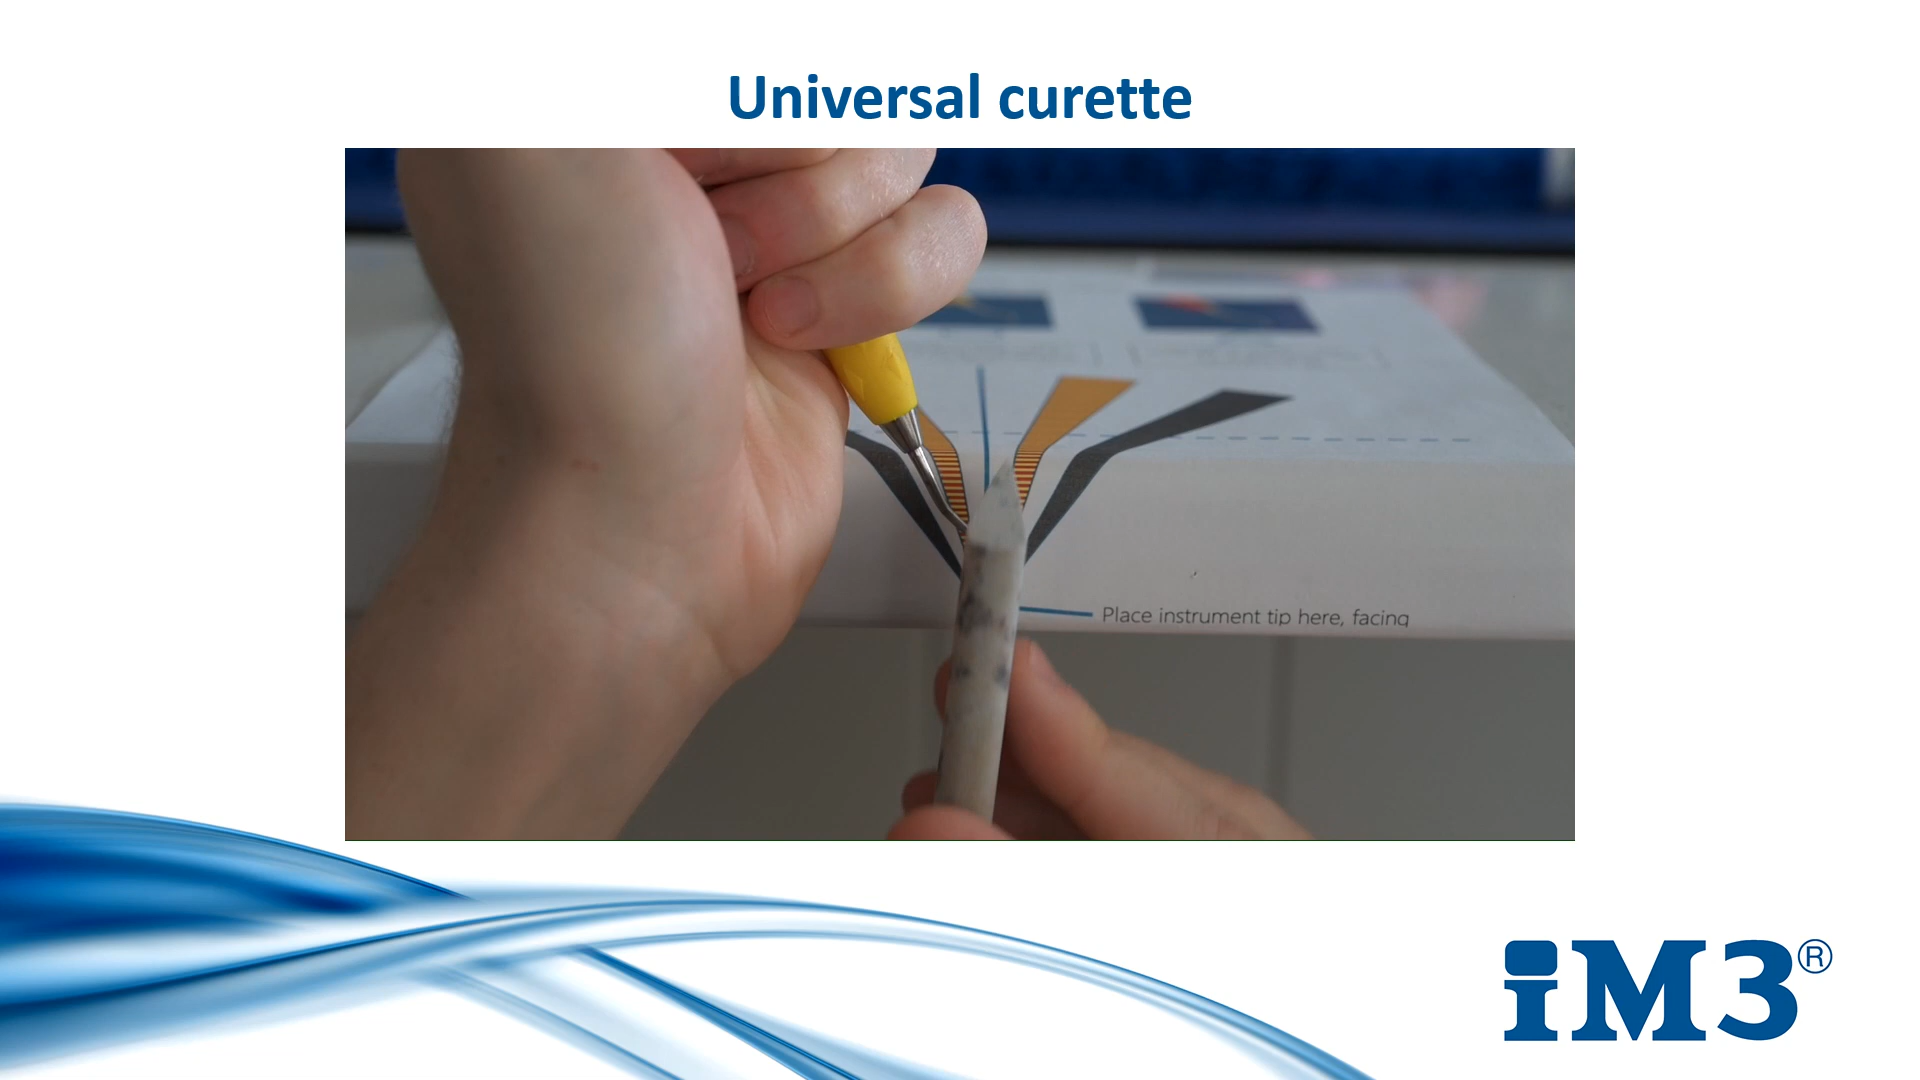 Universal curette
Place instrument tip here, facing
iM3®